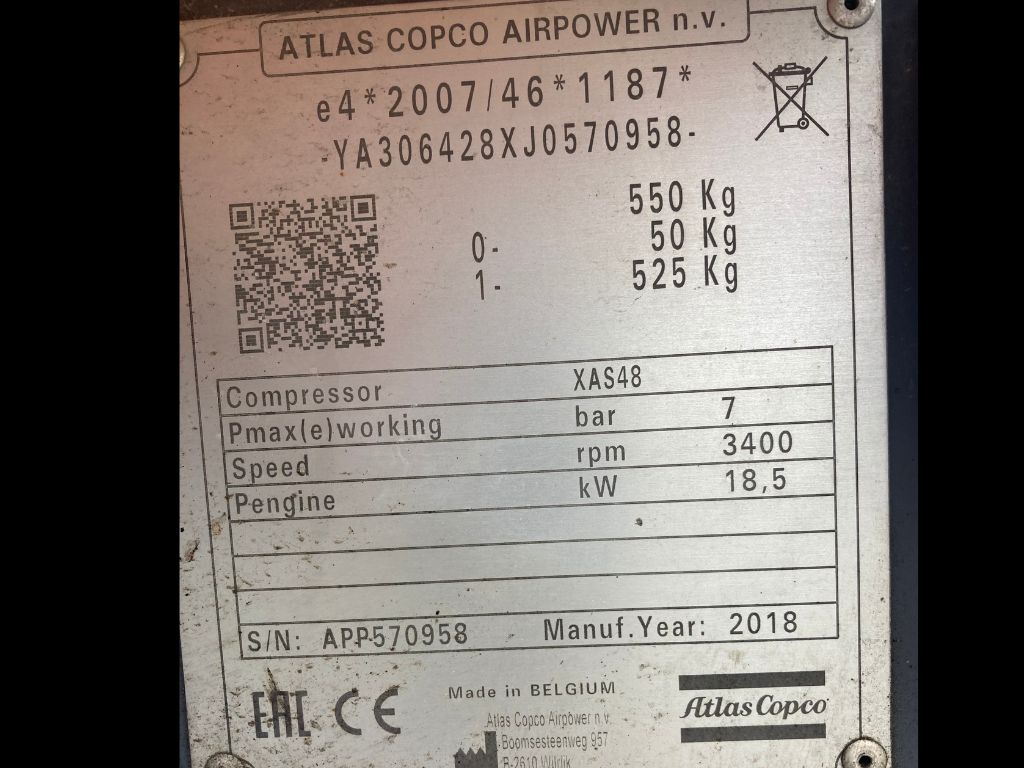 ATLAS COPCO AIRPOWER n.v.
e4*2007/46*1187*
-YA306428XJ0570958-
550 Kg
0- 50 Kg
1- 525 Kg
Compressor XAS48
Pmax(e)working bar 7
Speed rpm 3400
Pengine kW 18,5
S/N: APP570958 Manuf.Year: 2018
EAC CE
Made in BELGIUM
Atlas Copco
Atlas Copco Airpower n.v.
Boomsesteenweg 957
B-2610 Wilrijk